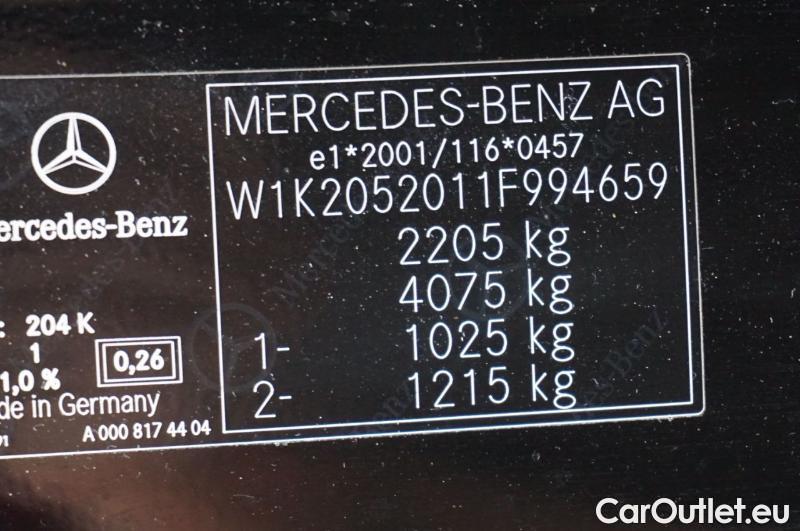 MERCEDES-BENZ AG
e1*2001/116*0457
W1K2052011F994659
2205 kg
4075 kg
1- 1025 kg
2- 1215 kg
Mercedes-Benz
: 204 K
1
1,0 %
0,26
de in Germany
A 000 817 44 04
CarOutlet.eu